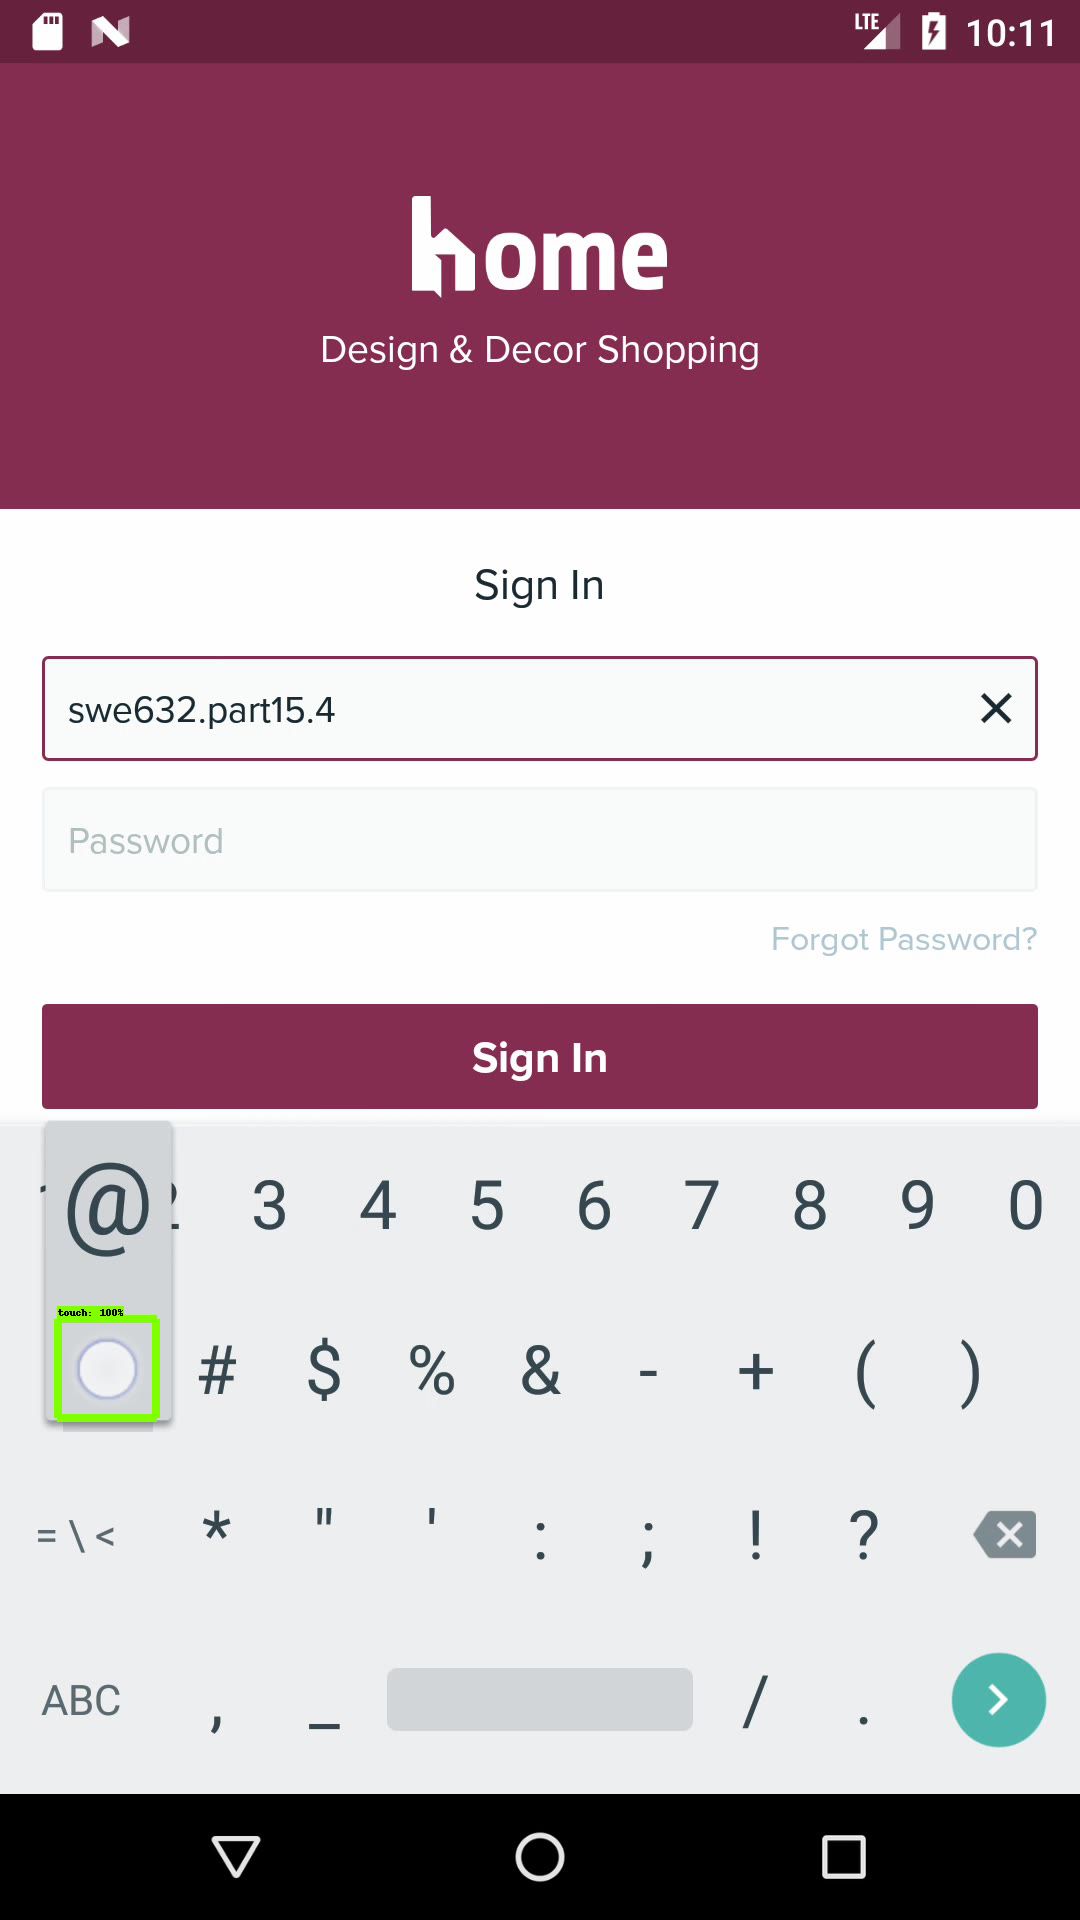 LTE 10:11
home
Design & Decor Shopping
Sign In
swe632.part15.4
Password
Forgot Password?
Sign In
@ 2 3 4 5 6 7 8 9 0
touch: 100%
# $ % & - + ( )
= \ < * " ' : ; ! ?
ABC , _ / .